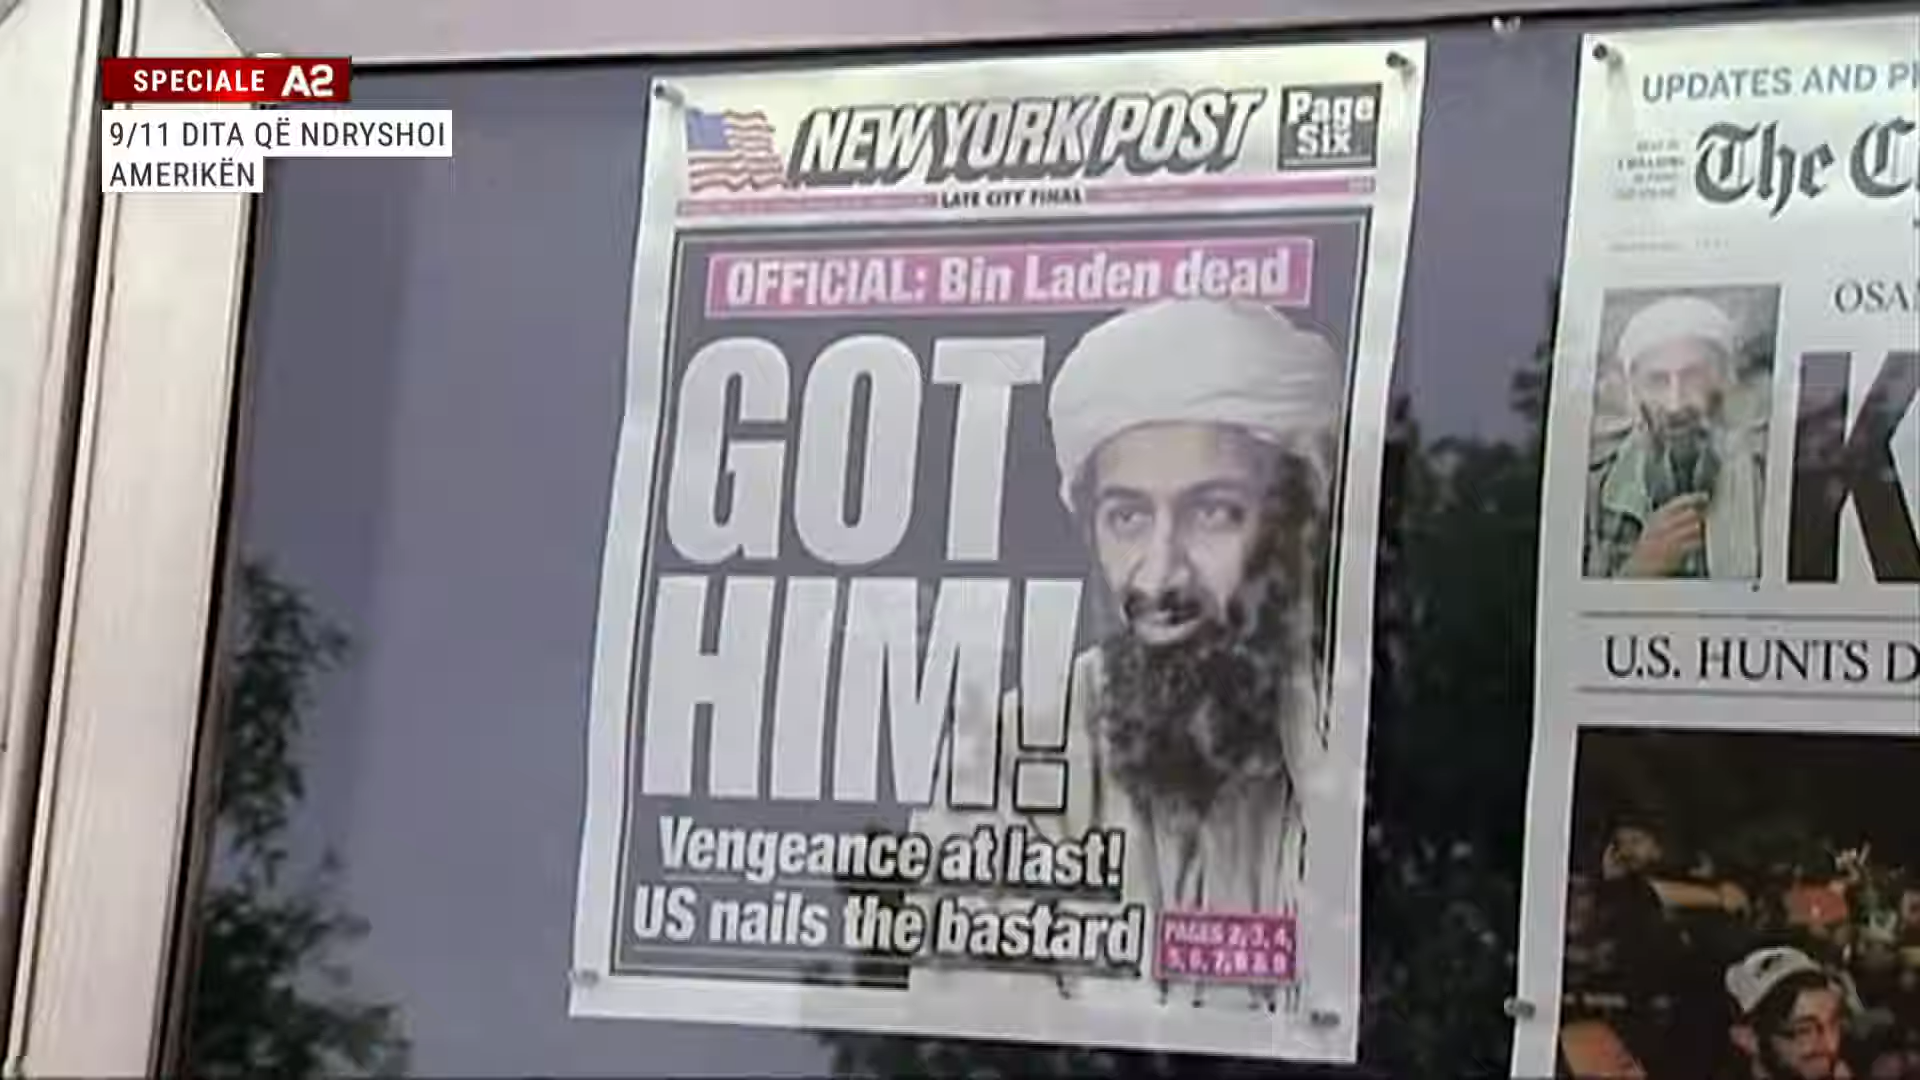 SPECIALE A2
9/11 DITA QË NDRYSHOI
AMERIKËN
NEW YORK POST
Page
Six
LATE CITY FINAL
OFFICIAL: Bin Laden dead
GOT
HIM!
Vengeance at last!
US nails the bastard
PAGES 2, 3, 4,
5, 6, 7, 8 & 9
UPDATES AND
The
U.S. HUNTS